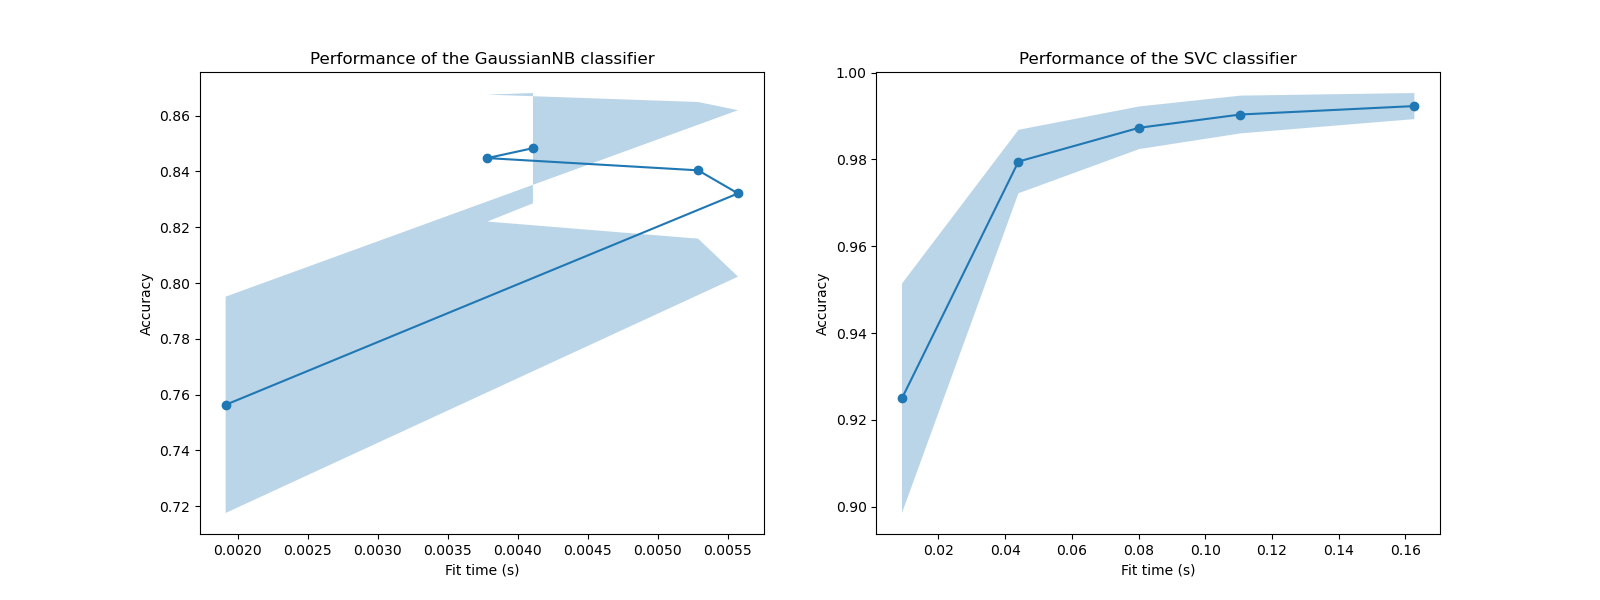 Performance of the GaussianNB classifier
0.86
0.84
0.82
0.80
0.78
0.76
0.74
0.72
Accuracy
0.0020 0.0025 0.0030 0.0035 0.0040 0.0045 0.0050 0.0055
Fit time (s)
Performance of the SVC classifier
1.00
0.98
0.96
0.94
0.92
0.90
Accuracy
0.02 0.04 0.06 0.08 0.10 0.12 0.14 0.16
Fit time (s)